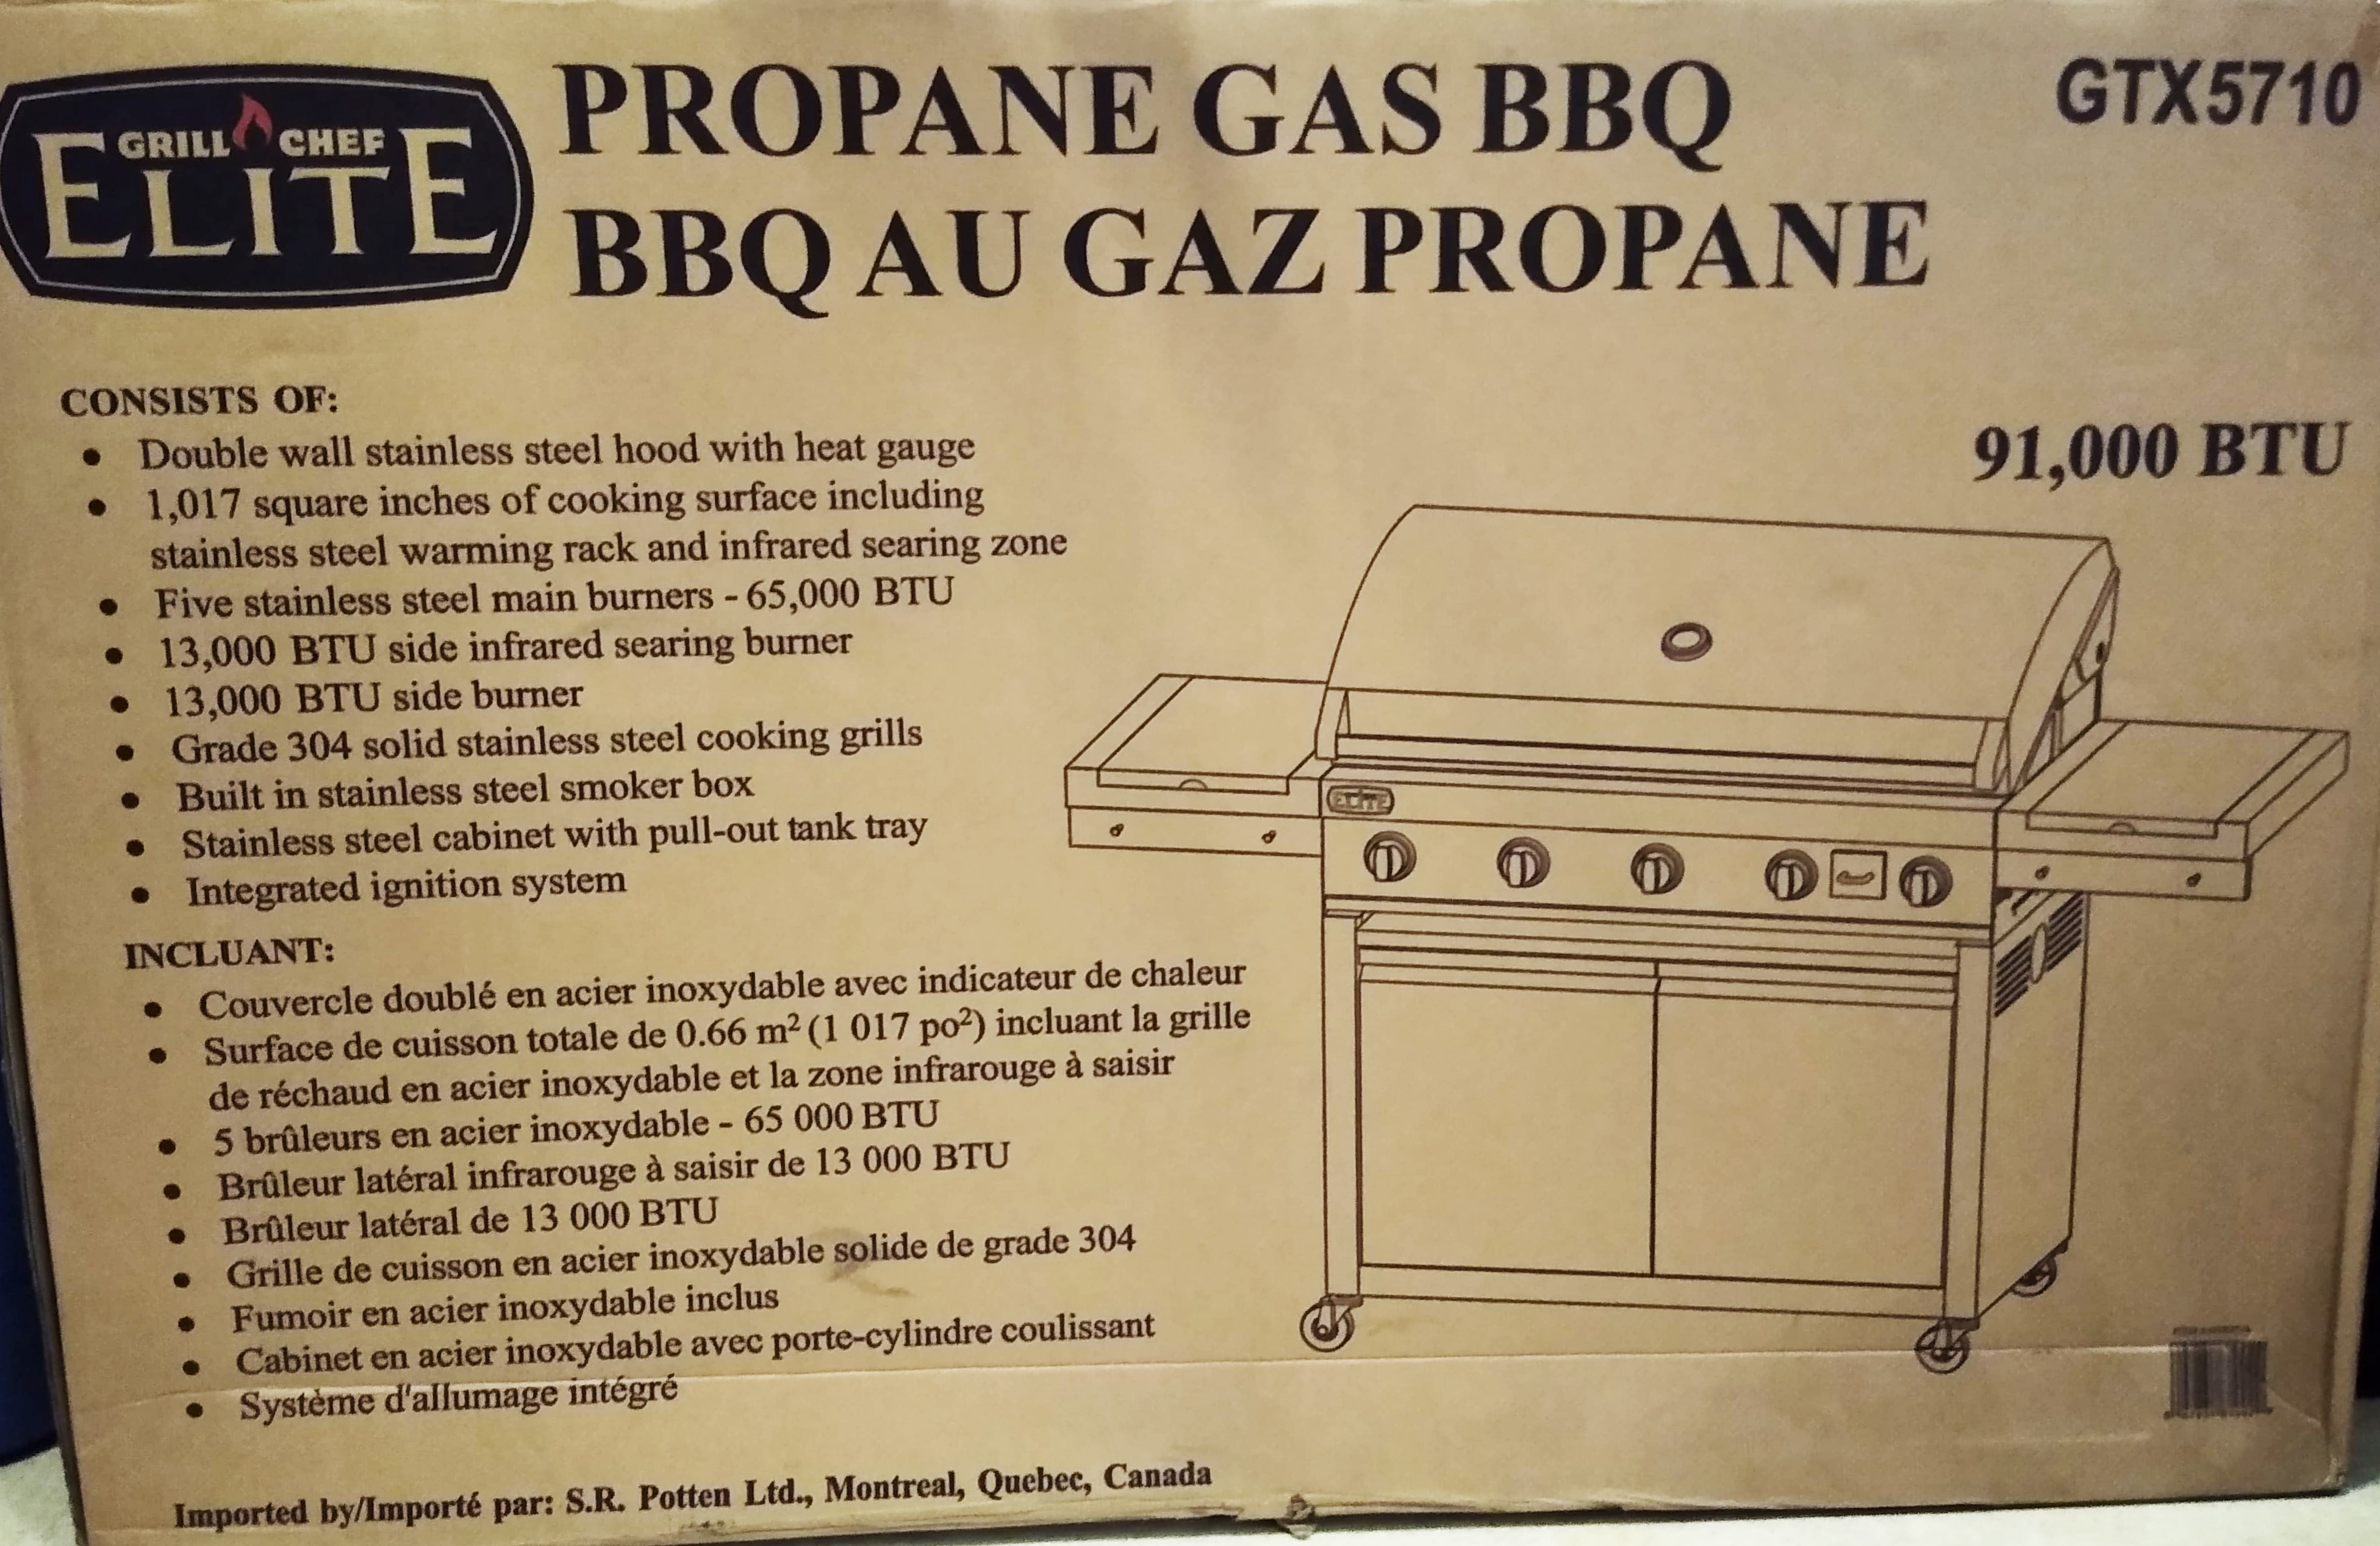 GRILL CHEF
ELITE
PROPANE GAS BBQ
BBQ AU GAZ PROPANE
GTX5710
91,000 BTU
CONSISTS OF:
• Double wall stainless steel hood with heat gauge
• 1,017 square inches of cooking surface including
stainless steel warming rack and infrared searing zone
• Five stainless steel main burners - 65,000 BTU
• 13,000 BTU side infrared searing burner
• 13,000 BTU side burner
• Grade 304 solid stainless steel cooking grills
• Built in stainless steel smoker box
• Stainless steel cabinet with pull-out tank tray
• Integrated ignition system
ELITE
INCLUANT:
• Couvercle doublé en acier inoxydable avec indicateur de chaleur
• Surface de cuisson totale de 0.66 m² (1 017 po²) incluant la grille
de réchaud en acier inoxydable et la zone infrarouge à saisir
• 5 brûleurs en acier inoxydable - 65 000 BTU
• Brûleur latéral infrarouge à saisir de 13 000 BTU
• Brûleur latéral de 13 000 BTU
• Grille de cuisson en acier inoxydable solide de grade 304
• Fumoir en acier inoxydable inclus
• Cabinet en acier inoxydable avec porte-cylindre coulissant
• Système d'allumage intégré
Imported by/Importé par: S.R. Potten Ltd., Montreal, Quebec, Canada